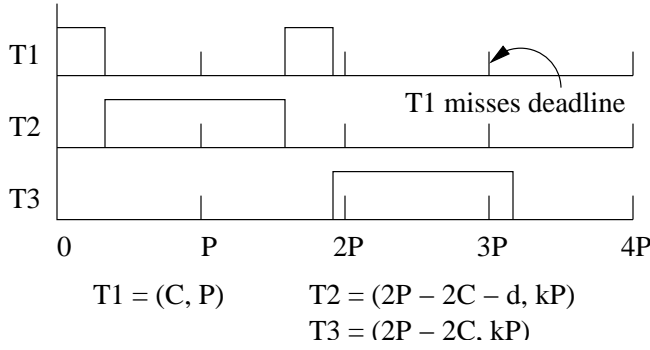 T1
T1 misses deadline
T2
T3
0 P 2P 3P 4P
T1 = (C, P) T2 = (2P – 2C – d, kP)
T3 = (2P – 2C, kP)